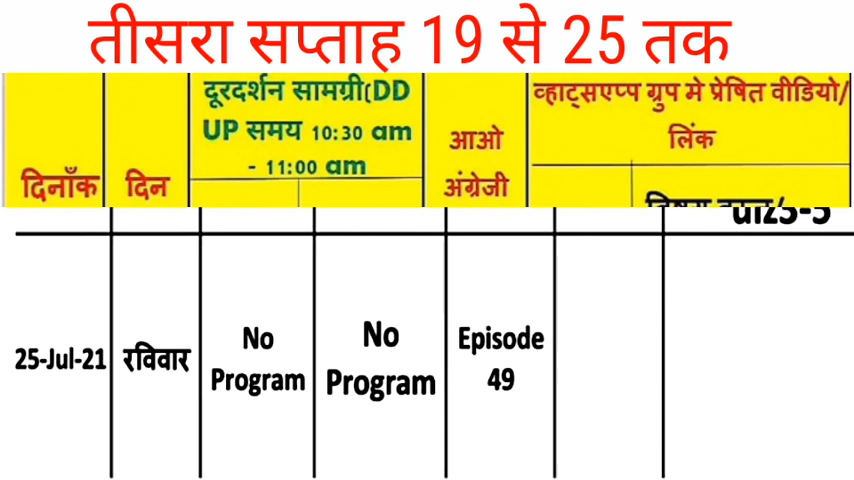 तीसरा सप्ताह 19 से 25 तक
दूरदर्शन सामग्री(DD
UP समय 10:30 am
- 11:00 am
व्हाट्सएप्प ग्रुप मे प्रेषित वीडियो/
लिंक
आओ
अंग्रेजी
दिनाँक
दिन
25-Jul-21
रविवार
No
Program
No
Program
Episode
49